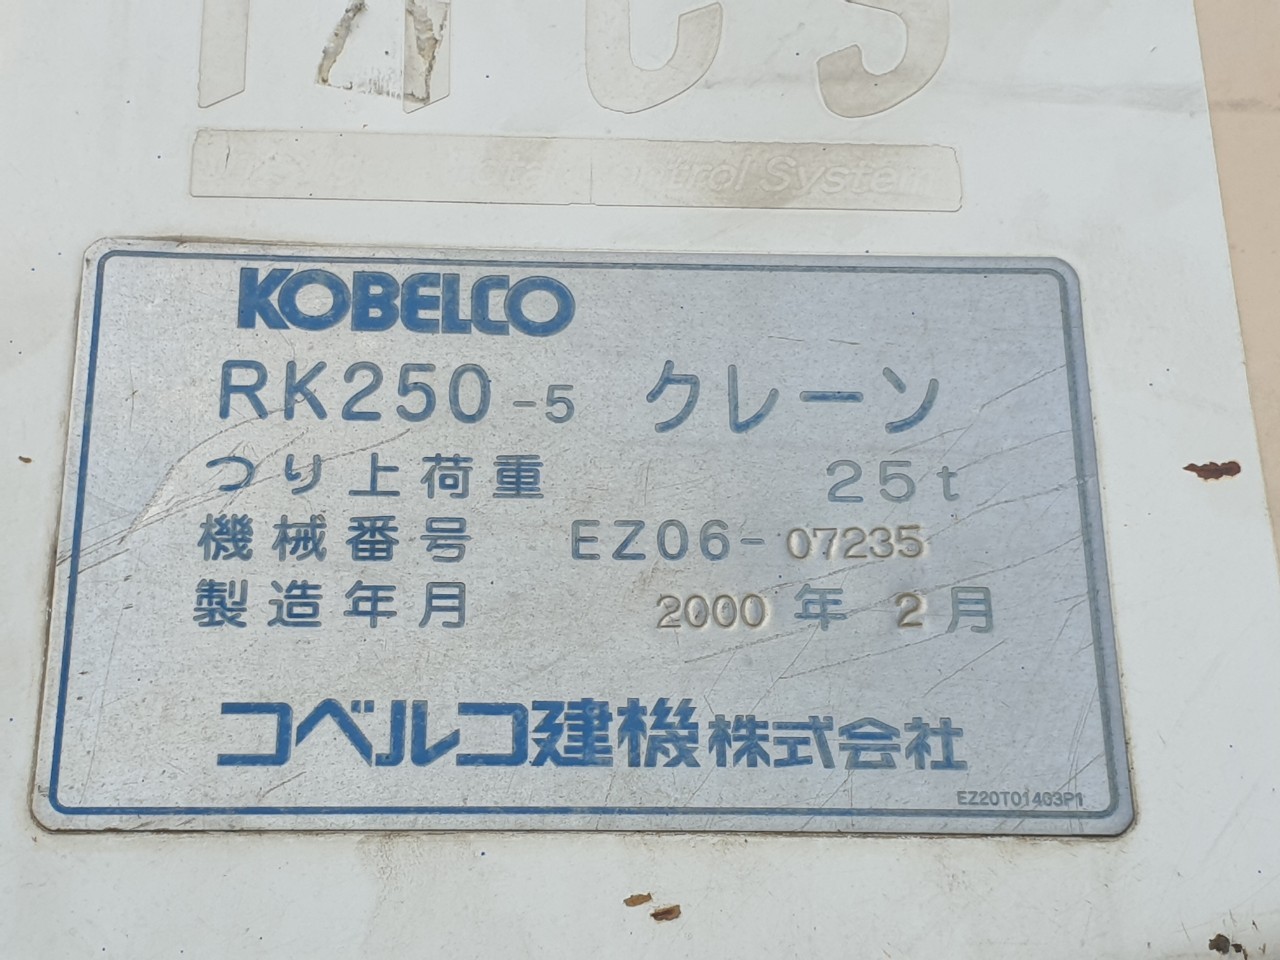 Control System
KOBELCO
RK250-5 クレーン
つり上荷重 25t
機械番号 EZ06-07235
製造年月 2000年2月
コベルコ建機株式会社
EZ20T01403P1